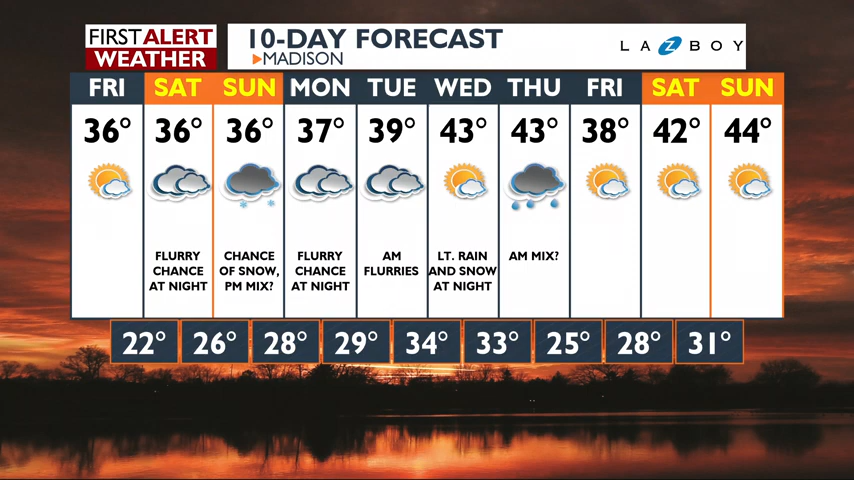 FIRST ALERT
WEATHER
10-DAY FORECAST
MADISON
LA Z BOY
FRI SAT SUN MON TUE WED THU FRI SAT SUN
36° 36° 36° 37° 39° 43° 43° 38° 42° 44°
FLURRY
CHANCE
AT NIGHT
CHANCE
OF SNOW,
PM MIX?
FLURRY
CHANCE
AT NIGHT
AM
FLURRIES
LT. RAIN
AND SNOW
AT NIGHT
AM MIX?
22° 26° 28° 29° 34° 33° 25° 28° 31°